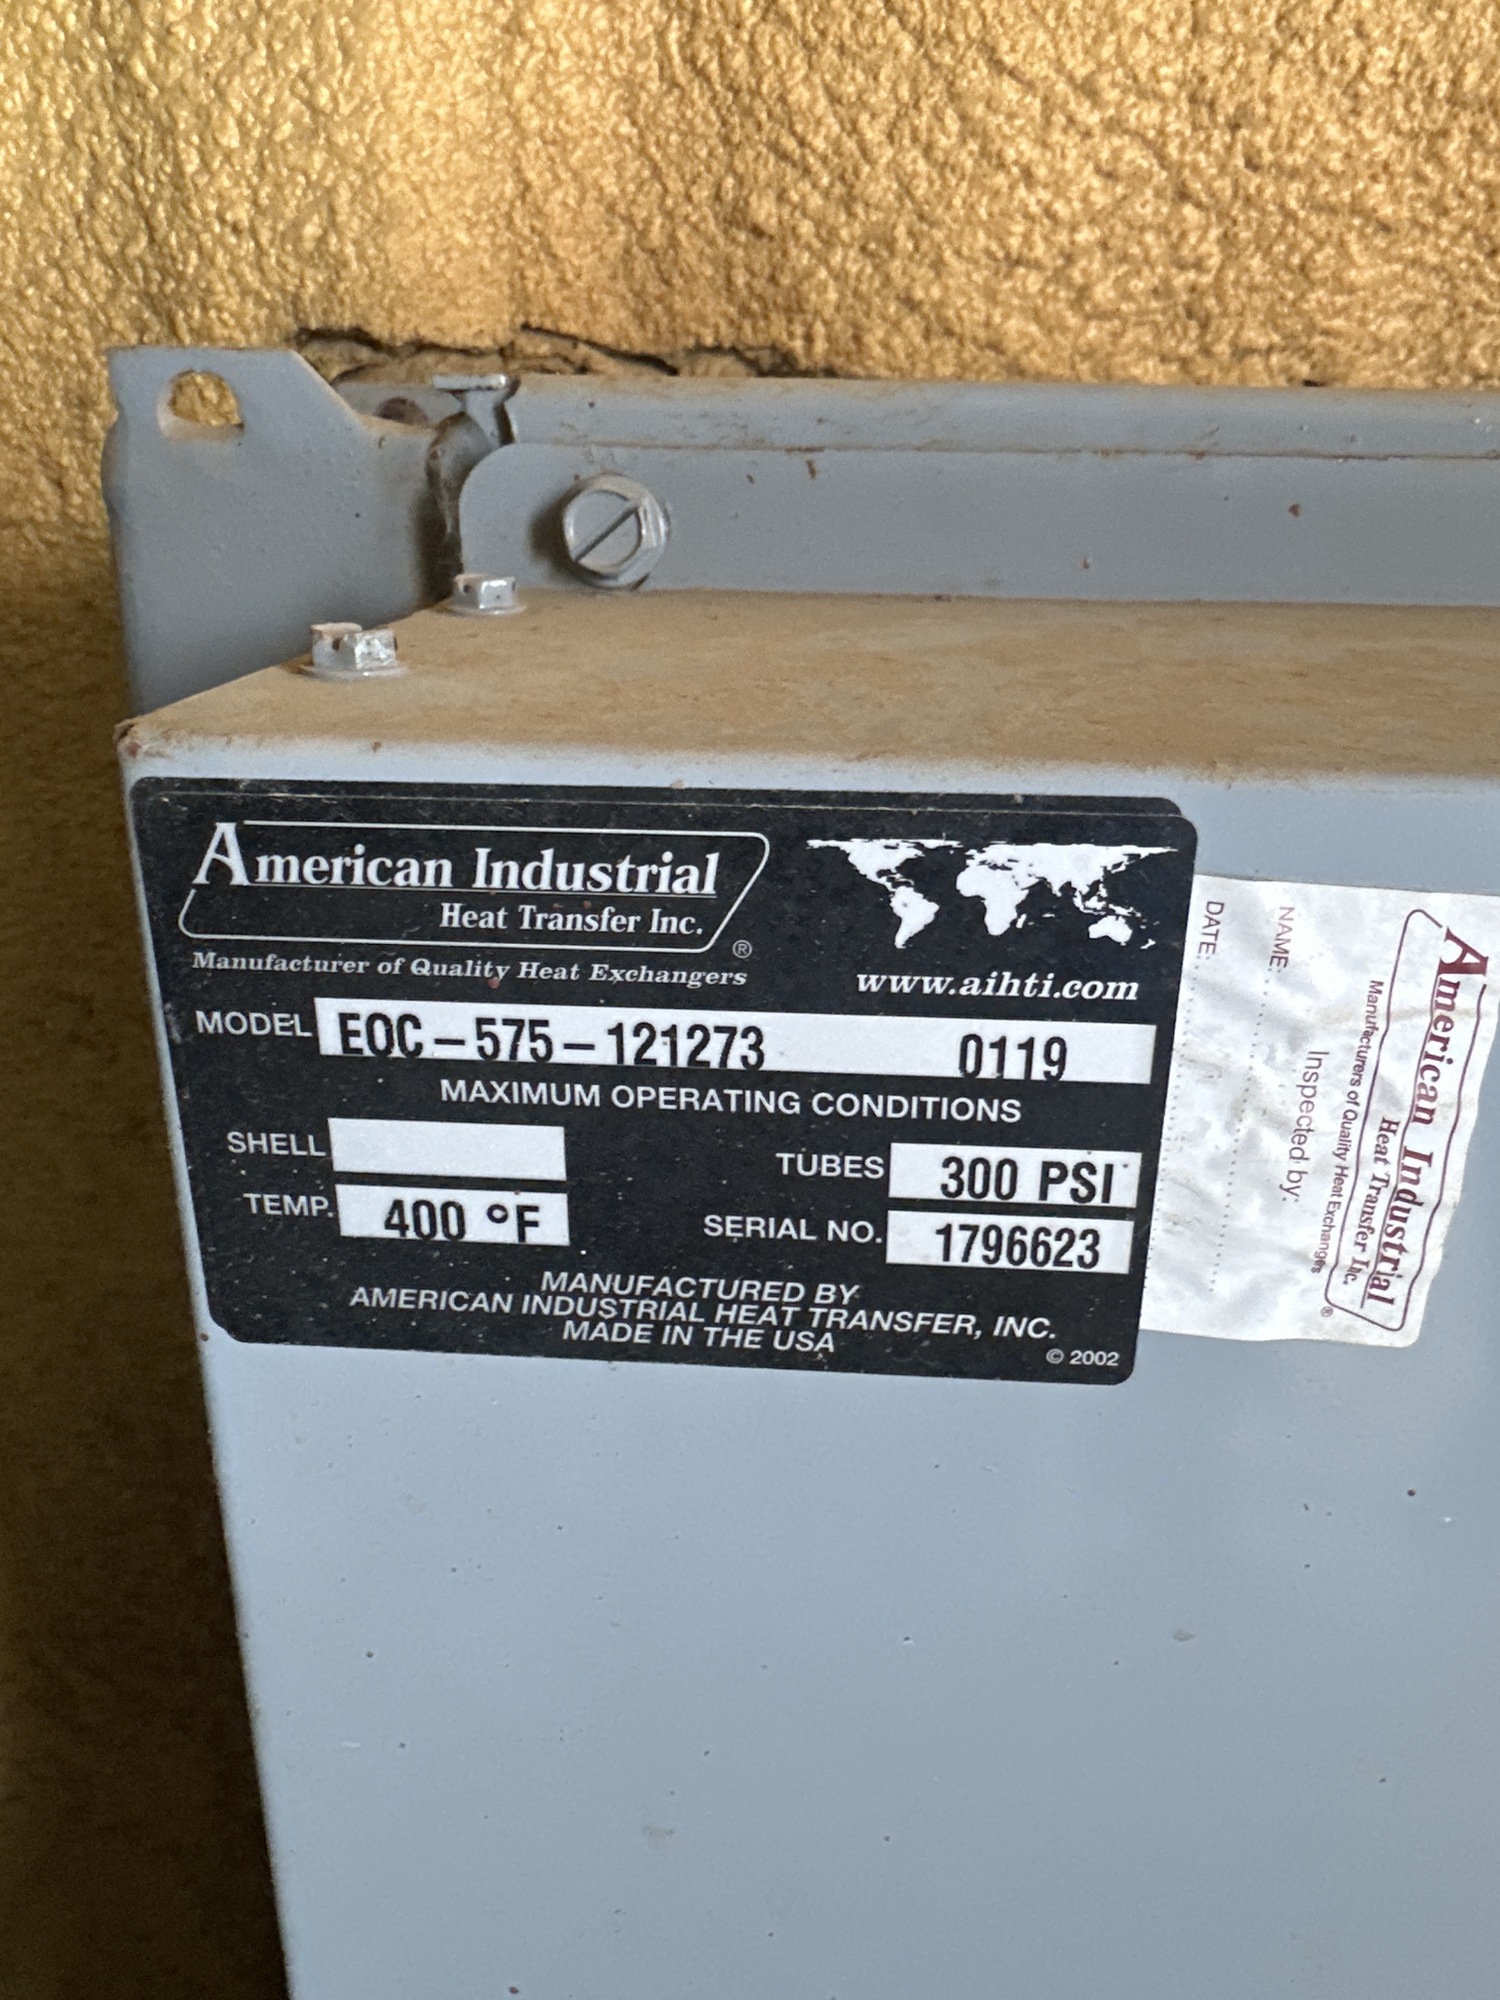 American Industrial
Heat Transfer Inc.
®
Manufacturer of Quality Heat Exchangers
www.aihti.com
MODEL EOC-575-121273 0119
MAXIMUM OPERATING CONDITIONS
SHELL
TUBES 300 PSI
TEMP. 400 °F
SERIAL NO. 1796623
MANUFACTURED BY
AMERICAN INDUSTRIAL HEAT TRANSFER, INC.
MADE IN THE USA
© 2002
American Industrial
Heat Transfer Inc.
®
Manufacturers of Quality Heat Exchangers
Inspected by:
NAME:
DATE: